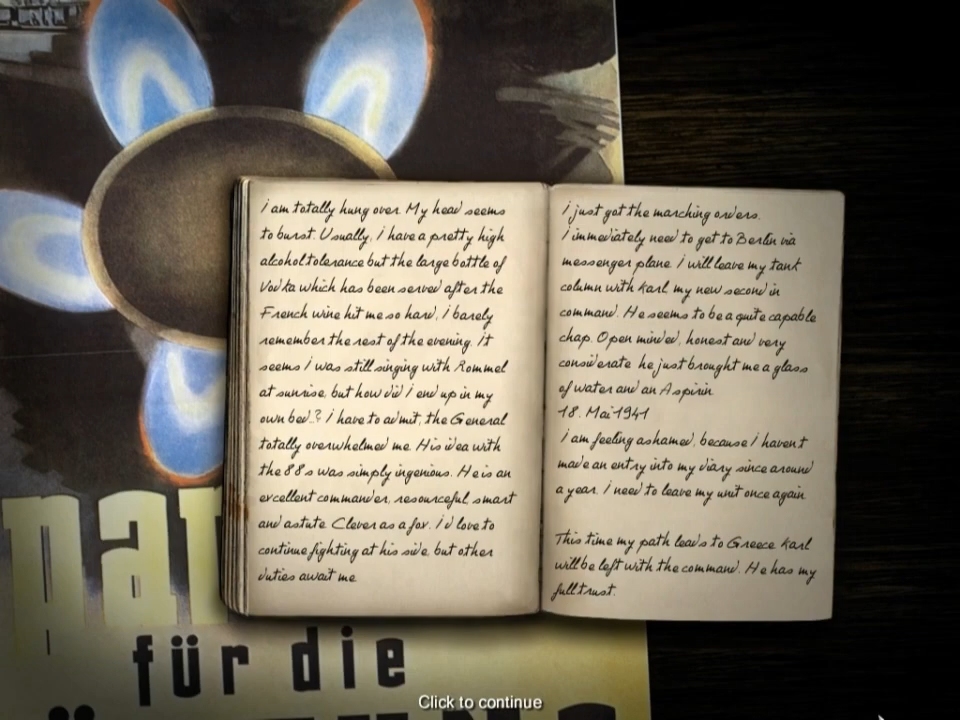 I am totally hung over. My head seems
to burst. Usually, I have a pretty high
alcohol tolerance but the large bottle of
Vodka which has been served after the
French wine hit me so hard, I barely
remember the rest of the evening. It
seems I was still singing with Rommel
at sunrise, but how did I end up in my
own bed.? I have to admit, the General
totally overwhelmed me. His idea with
the 88s was simply ingenious. He is an
excellent commander, resourceful, smart
and astute. Clever as a fox. I'd love to
continue fighting at his side, but other
duties await me.
I just got the marching orders.
I immediately need to get to Berlin via
messenger plane. I will leave my tank
column with Karl my new second in
command. He seems to be a quite capable
chap. Open minded, honest and very
considerate he just brought me a glass
of water and an Aspirin
18. Mai 1941
I am feeling ashamed, because I havent
made an entry into my diary since around
a year. I need to leave my unit once again
This time my path leads to Greece. Karl
will be left with the command. He has my
full trust.
für die
Click to continue